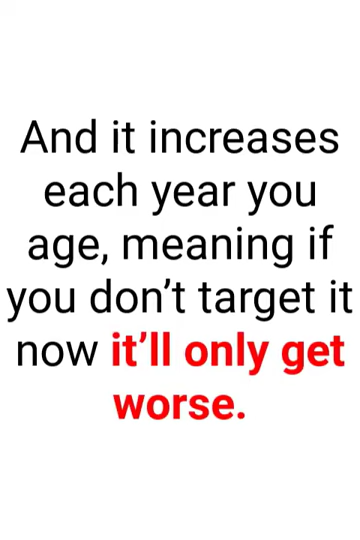 And it increases
each year you
age, meaning if
you don’t target it
now it’ll only get
worse.